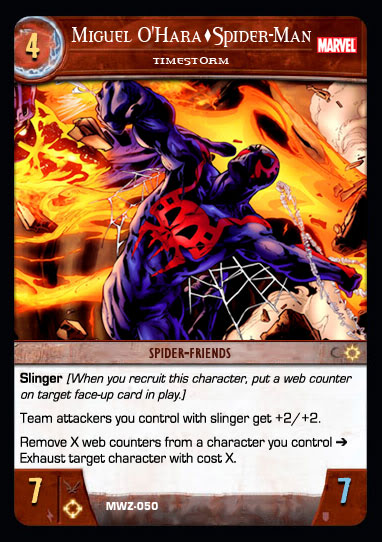 4
Miguel O'Hara♦Spider-Man
MARVEL
TIMESTORM
SPIDER-FRIENDS
Slinger [When you recruit this character, put a web counter
on target face-up card in play.]
Team attackers you control with slinger get +2/+2.
Remove X web counters from a character you control ➔
Exhaust target character with cost X.
7
MWZ-050
7